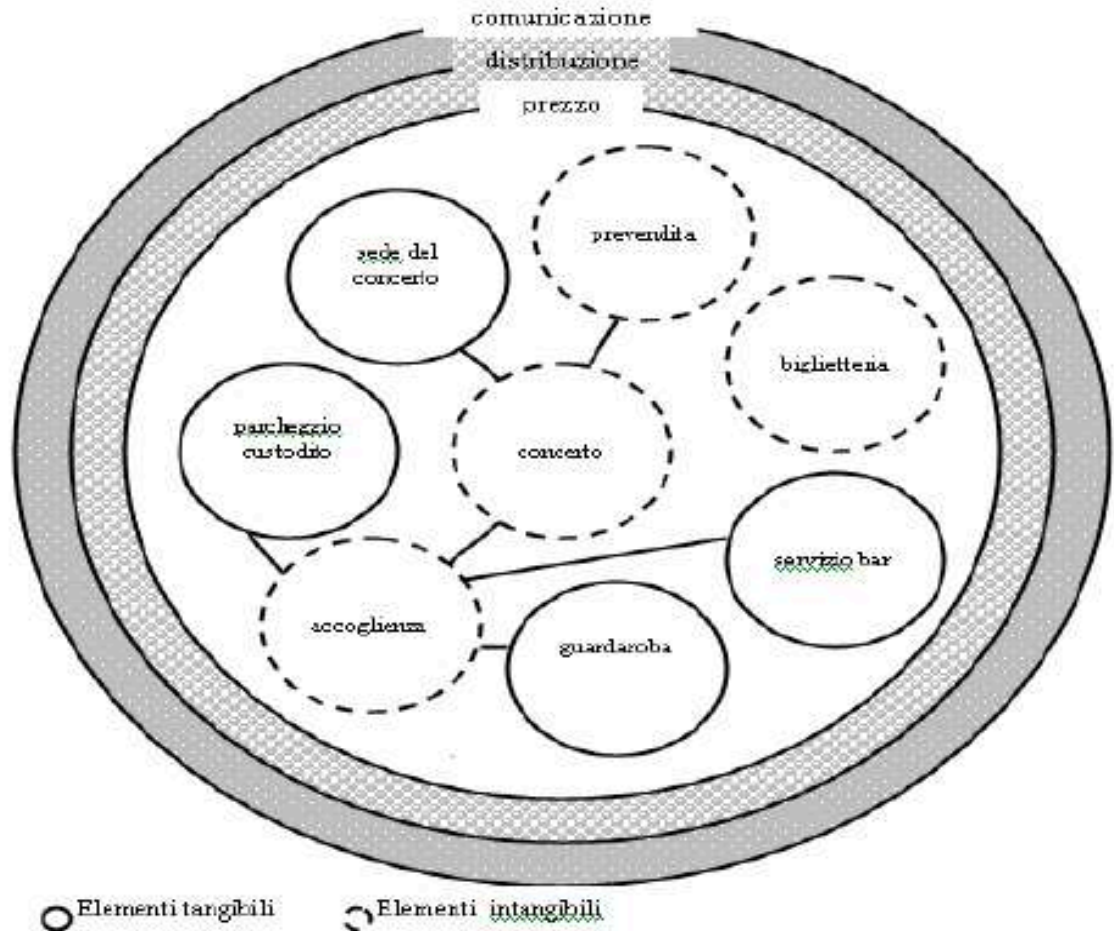 comunicazione
distribuzione
prezzo
prevendita
sede del
concerto
biglietteria
parcheggio
custodito
concerto
servizio bar
accoglienza
guardaroba
Elementi tangibili
Elementi intangibili